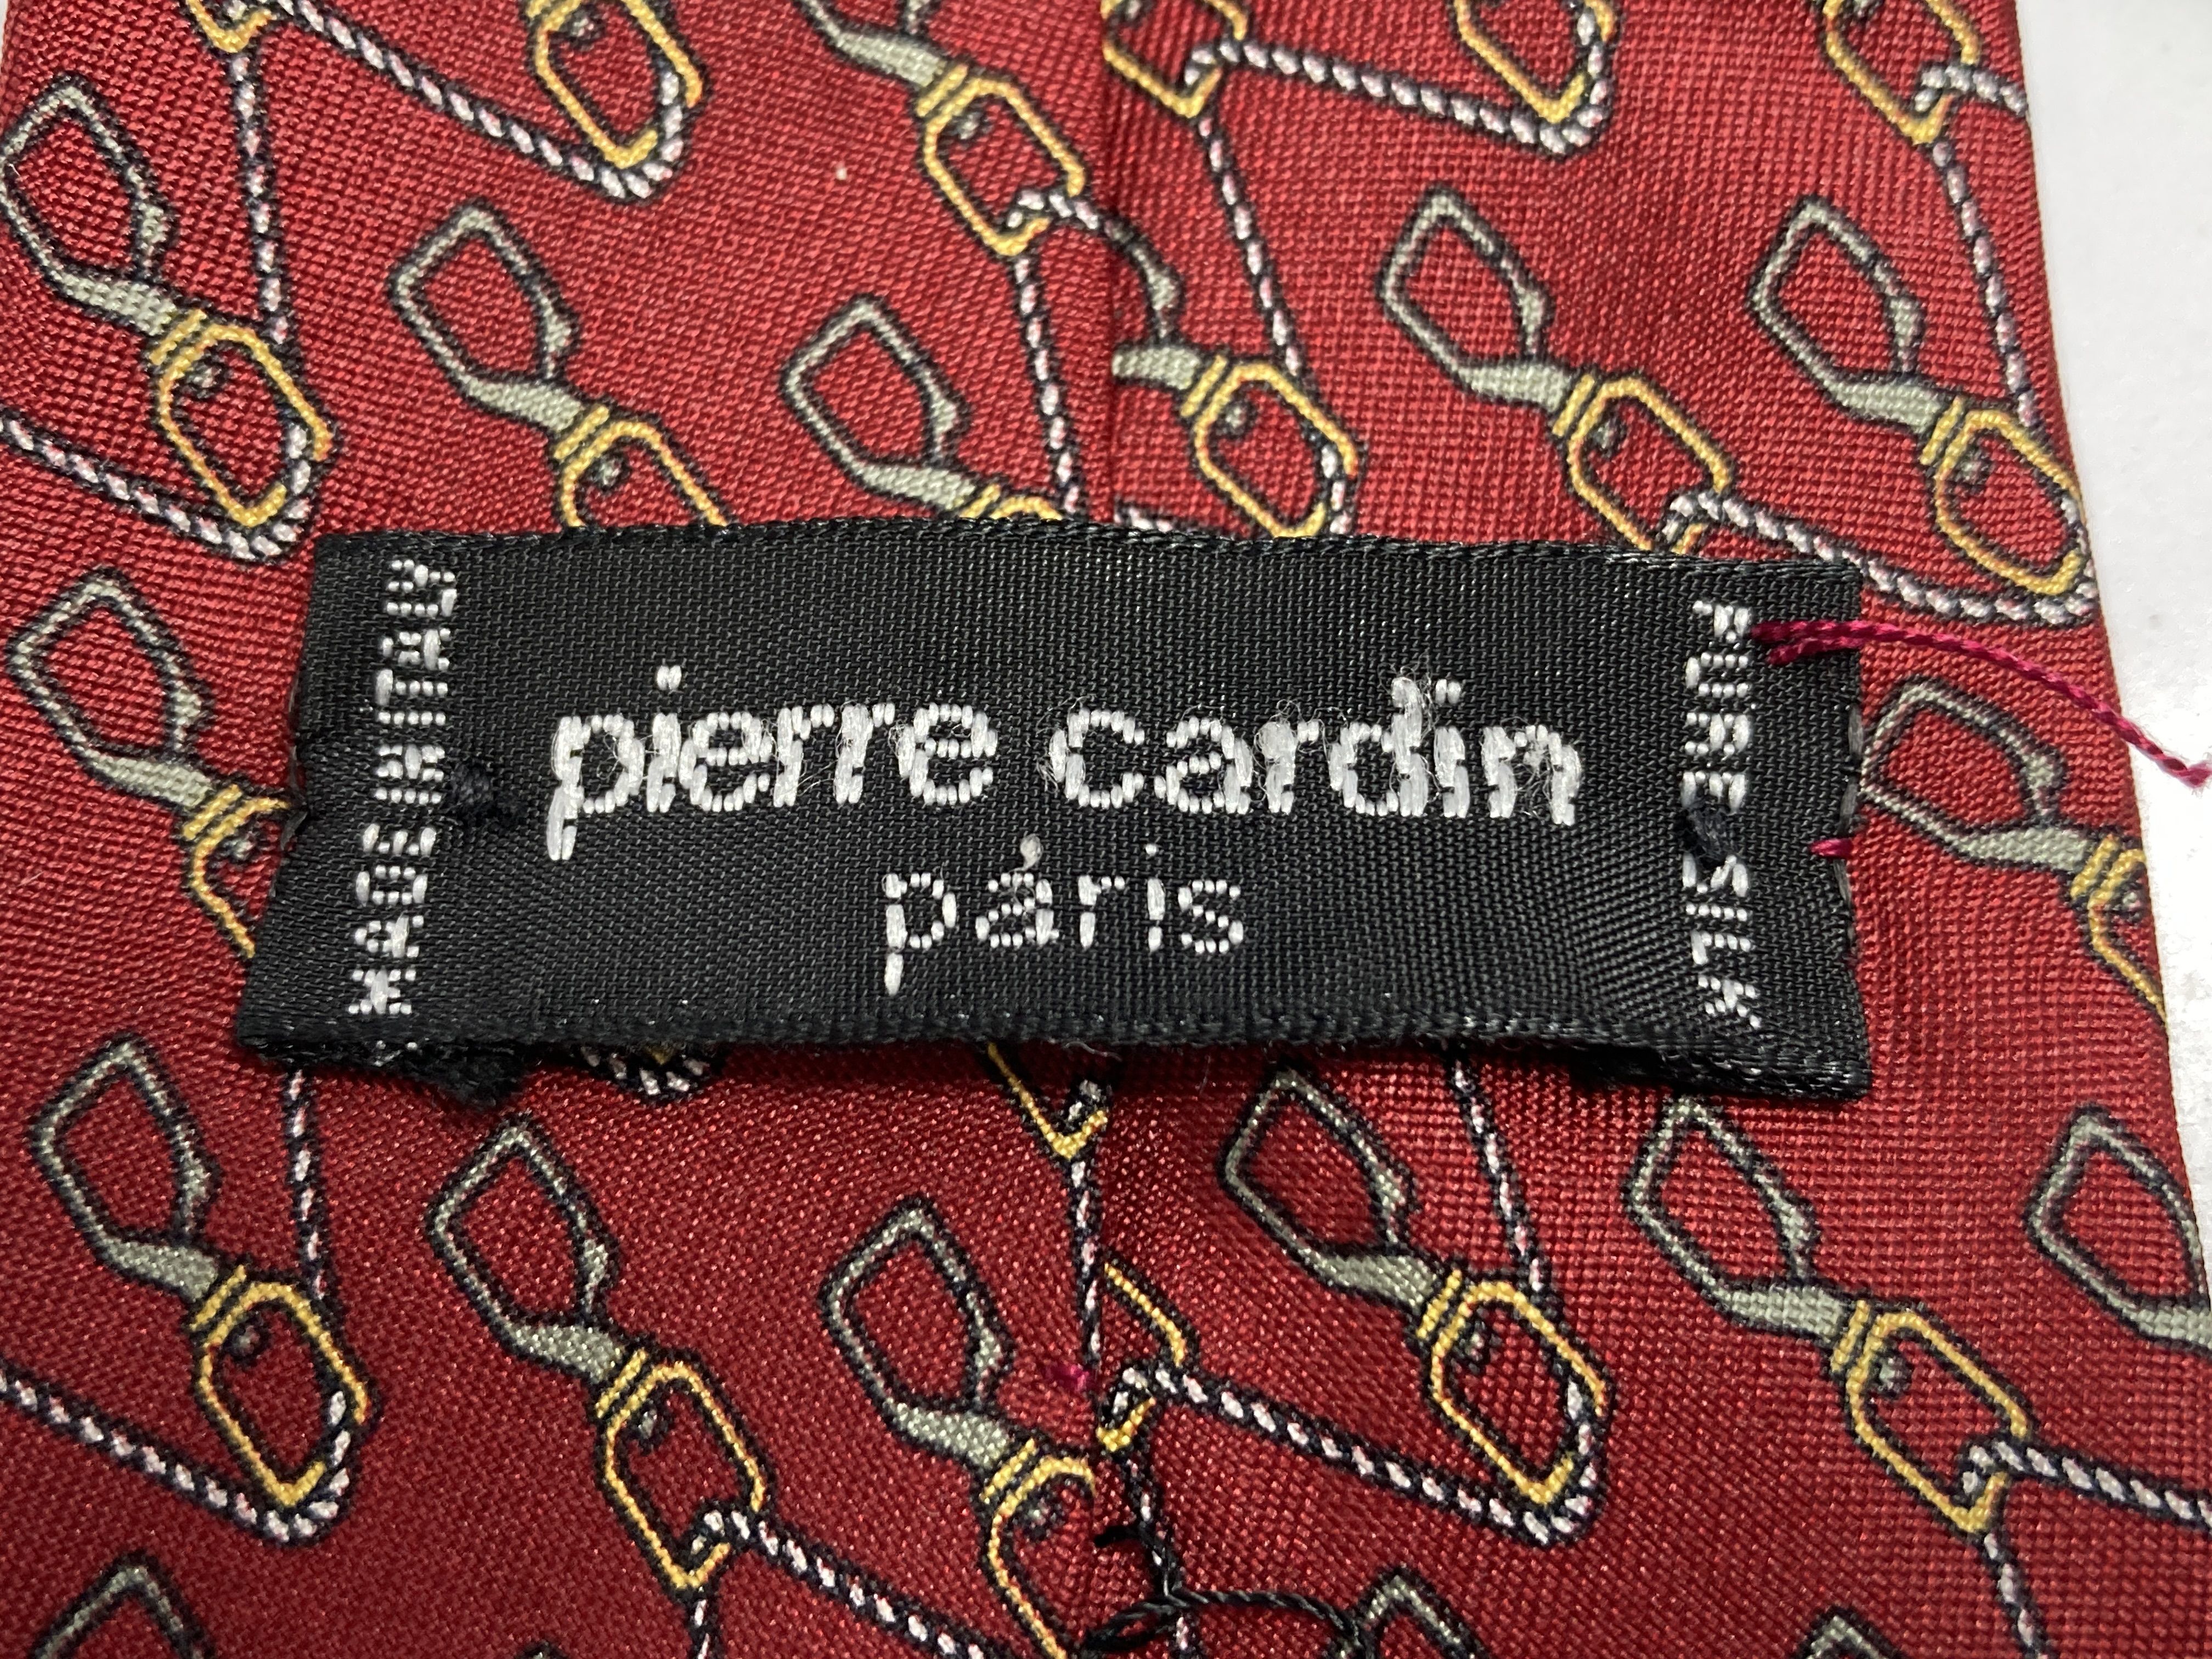 MADE IN ITALY
pierre cardin
paris
PURE SILK